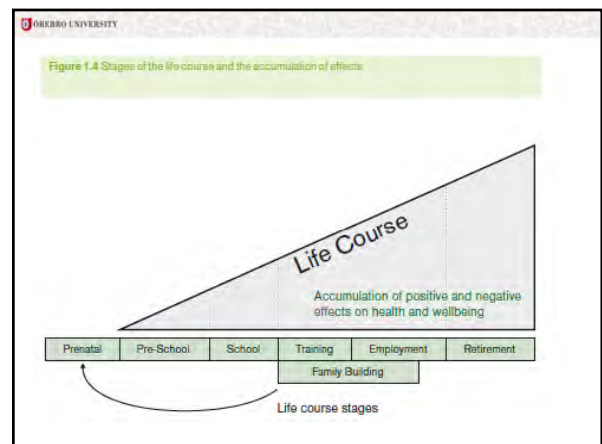 ÖREBRO UNIVERSITY
Figure 1.4 Stages of the life course and the accumulation of effects
Life Course
Accumulation of positive and negative
effects on health and wellbeing
Prenatal Pre-School School Training Employment Retirement
Family Building
Life course stages